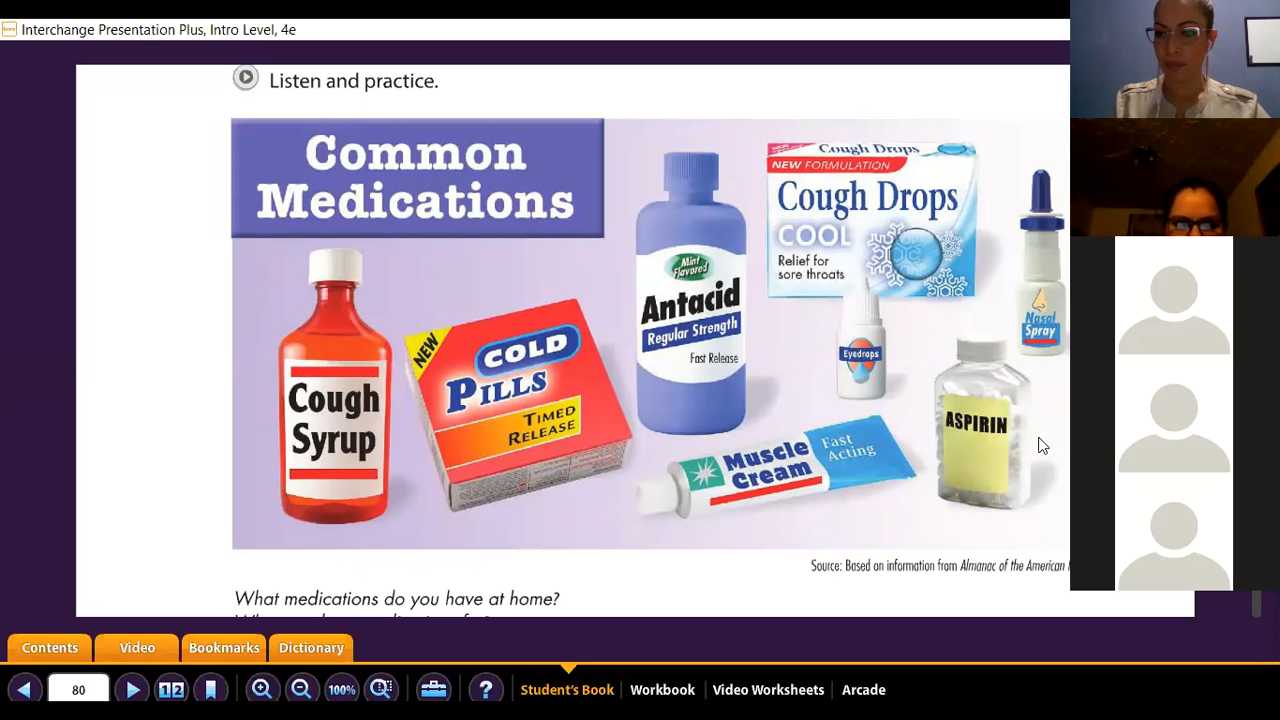 Interchange Presentation Plus, Intro Level, 4e
Listen and practice.
Common
Medications
Cough Drops
NEW FORMULATION
Cough Drops
COOL
Relief for
sore throats
Mint
Flavored
Antacid
Regular Strength
Fast Release
Nasal
Spray
Eyedrops
NEW
COLD
PILLS
TIMED
RELEASE
Cough
Syrup
ASPIRIN
Muscle
Cream
Fast
Acting
Source: Based on information from Almanac of the American
What medications do you have at home?
Contents
Video
Bookmarks
Dictionary
80
12
100%
?
Student's Book
Workbook
Video Worksheets
Arcade